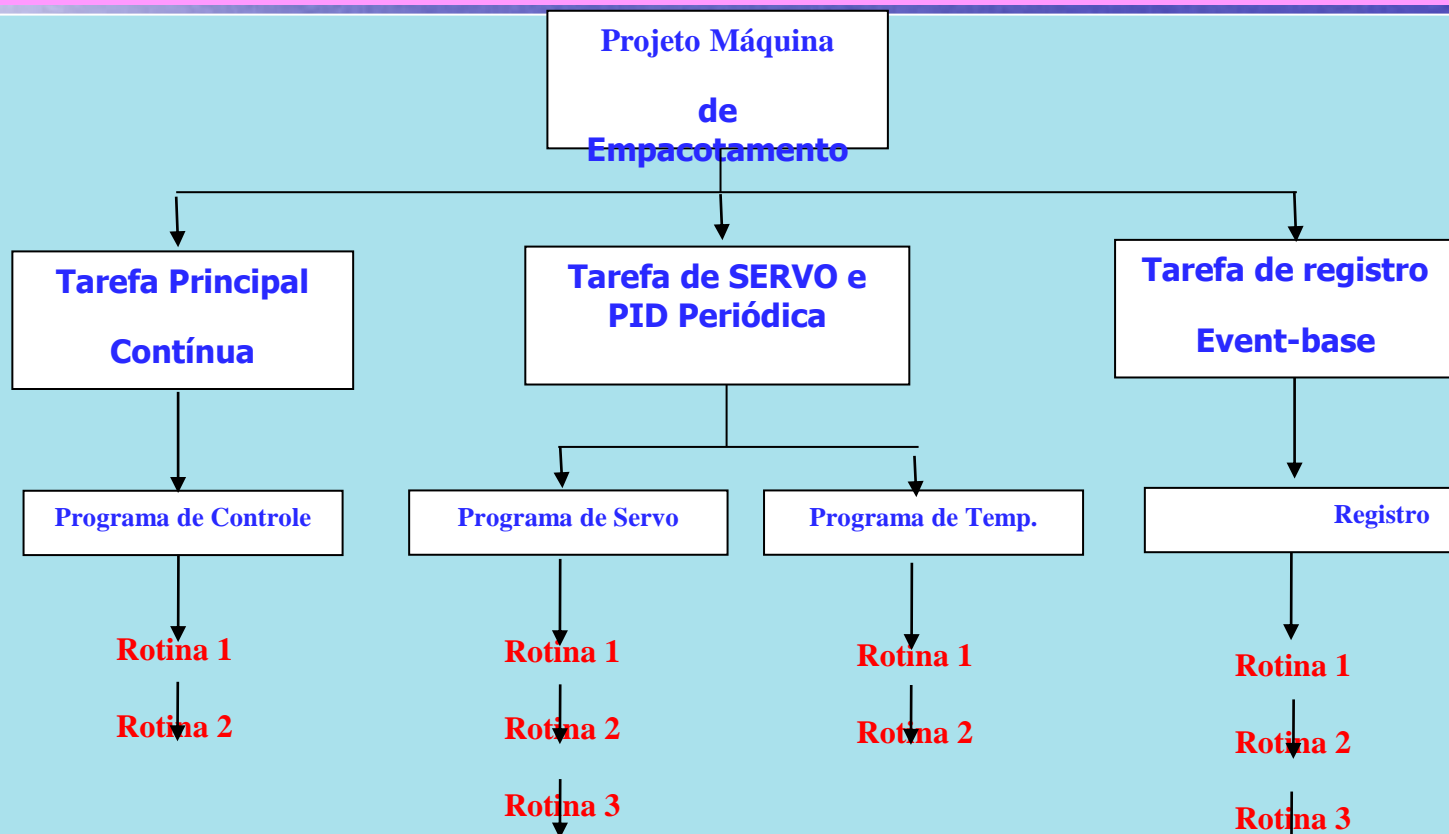 Projeto Máquina
de
Empacotamento
Tarefa Principal
Contínua
Tarefa de SERVO e
PID Periódica
Tarefa de registro
Event-base
Programa de Controle
Programa de Servo
Programa de Temp.
Registro
Rotina 1
Rotina 2
Rotina 1
Rotina 2
Rotina 3
Rotina 1
Rotina 2
Rotina 1
Rotina 2
Rotina 3